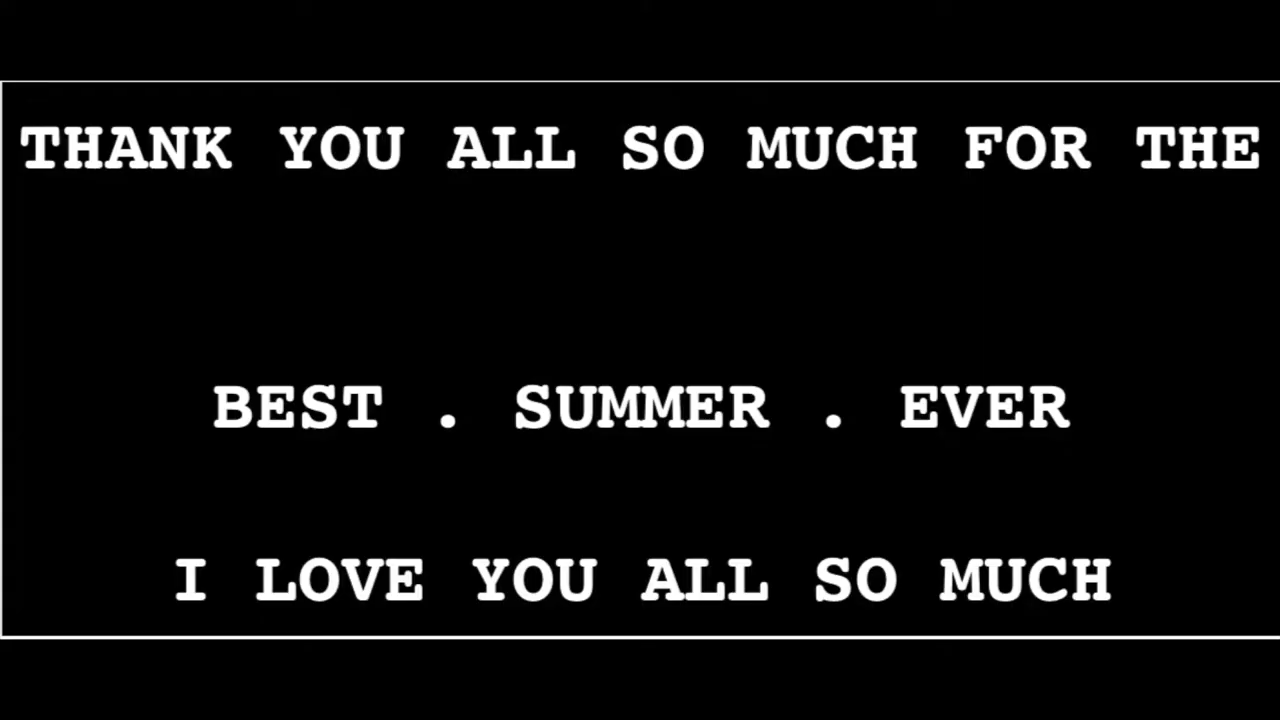 THANK YOU ALL SO MUCH FOR THE
BEST . SUMMER . EVER
I LOVE YOU ALL SO MUCH